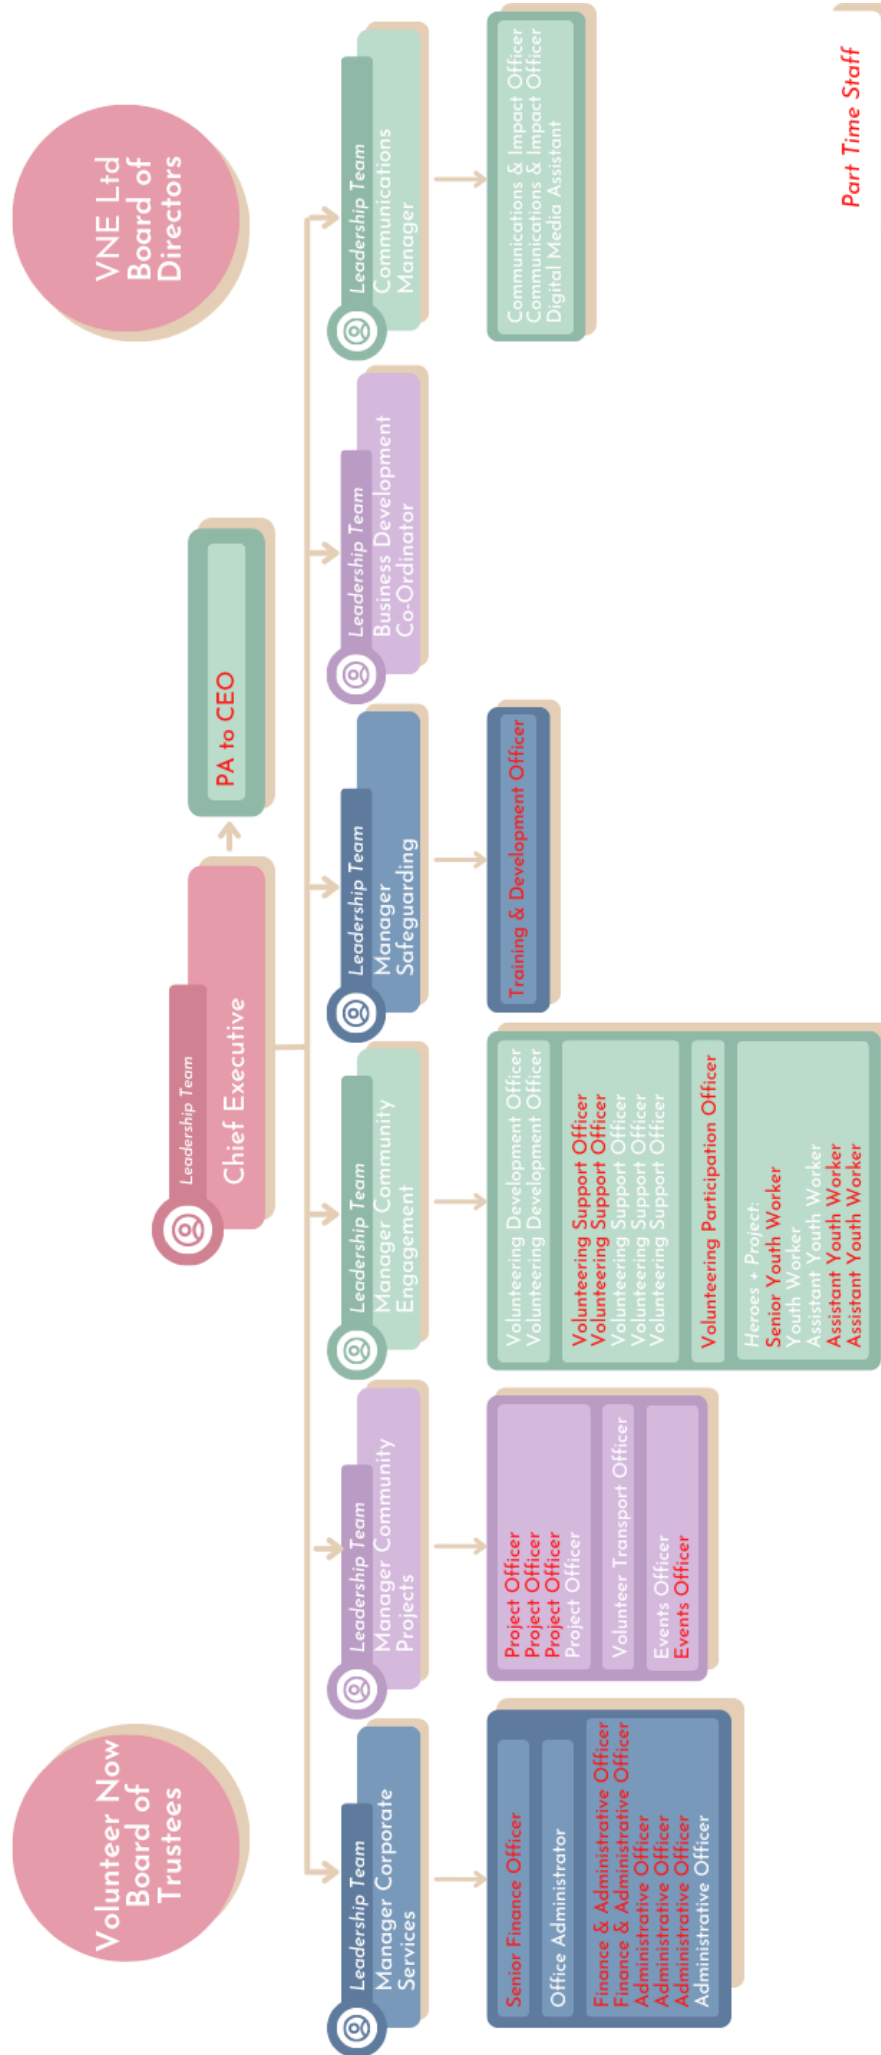 Volunteer Now
Board of
Trustees
VNE Ltd
Board of
Directors
Leadership Team
Chief Executive
PA to CEO
Leadership Team
Manager Corporate
Services
Leadership Team
Manager Community
Projects
Leadership Team
Manager Community
Engagement
Leadership Team
Manager
Safeguarding
Leadership Team
Business Development
Co-Ordinator
Leadership Team
Communications
Manager
Senior Finance Officer
Office Administrator
Finance & Administrative Officer
Finance & Administrative Officer
Administrative Officer
Administrative Officer
Administrative Officer
Administrative Officer
Project Officer
Project Officer
Project Officer
Project Officer
Volunteer Transport Officer
Events Officer
Events Officer
Volunteering Development Officer
Volunteering Development Officer
Volunteering Support Officer
Volunteering Support Officer
Volunteering Support Officer
Volunteering Support Officer
Volunteering Support Officer
Volunteering Participation Officer
Heroes + Project:
Senior Youth Worker
Youth Worker
Assistant Youth Worker
Assistant Youth Worker
Assistant Youth Worker
Training & Development Officer
Communications & Impact Officer
Communications & Impact Officer
Digital Media Assistant
Part Time Staff